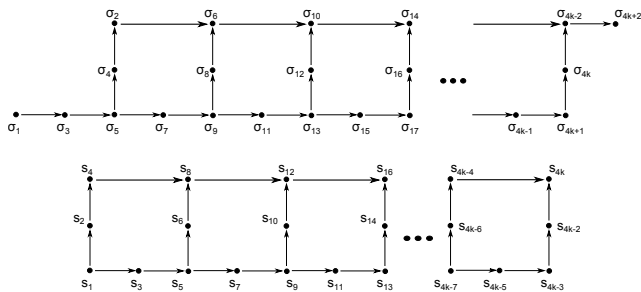 σ₂ σ₆ σ₁₀ σ₁₄ σ₄ₖ₋₂ σ₄ₖ₊₂
σ₄ σ₈ σ₁₂ σ₁₆ σ₄ₖ
σ₁ σ₃ σ₅ σ₇ σ₉ σ₁₁ σ₁₃ σ₁₅ σ₁₇ σ₄ₖ₋₁ σ₄ₖ₊₁
s₄ s₈ s₁₂ s₁₆ s₄ₖ₋₄ s₄ₖ
s₂ s₆ s₁₀ s₁₄ s₄ₖ₋₆ s₄ₖ₋₂
s₁ s₃ s₅ s₇ s₉ s₁₁ s₁₃ s₄ₖ₋₇ s₄ₖ₋₅ s₄ₖ₋₃